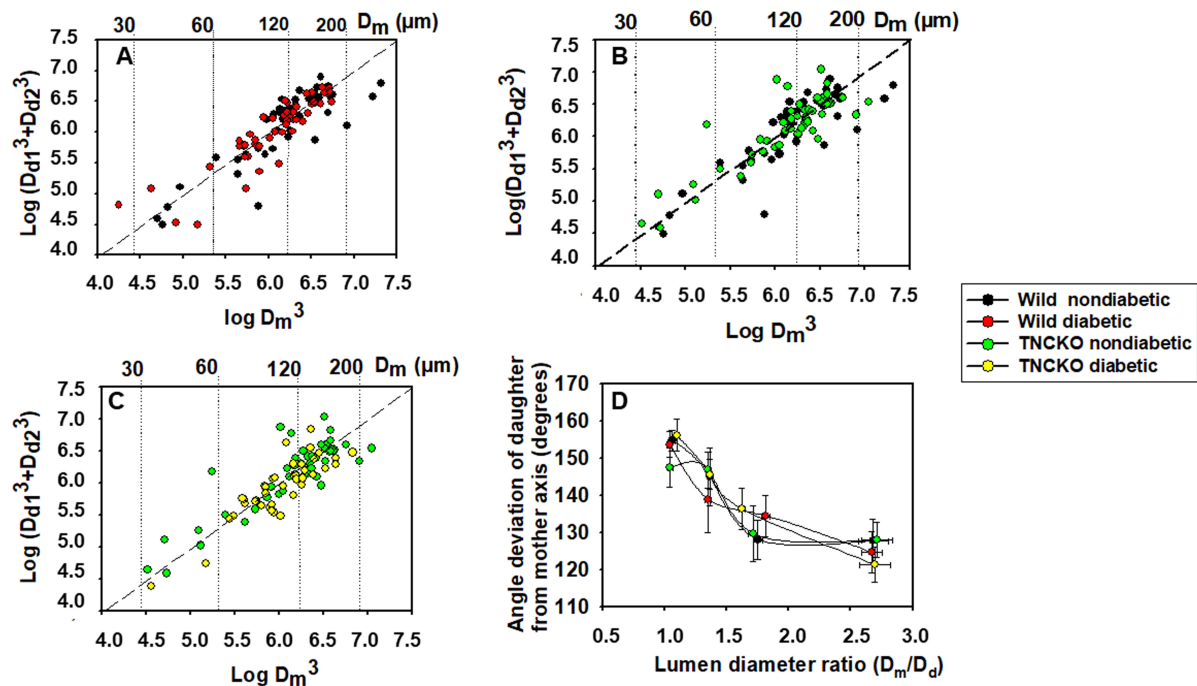 30 60 120 200 Dm (µm)
A
7.5
7.0
6.5
6.0
5.5
5.0
4.5
4.0
Log (Dd1³+Dd2³)
4.0 4.5 5.0 5.5 6.0 6.5 7.0 7.5
log Dm³
30 60 120 200 Dm (µm)
B
7.5
7.0
6.5
6.0
5.5
5.0
4.5
4.0
Log(Dd1³+Dd2³)
4.0 4.5 5.0 5.5 6.0 6.5 7.0 7.5
Log Dm³
Wild nondiabetic
Wild diabetic
TNCKO nondiabetic
TNCKO diabetic
30 60 120 200 Dm (µm)
C
7.5
7.0
6.5
6.0
5.5
5.0
4.5
4.0
Log (Dd1³+Dd2³)
4.0 4.5 5.0 5.5 6.0 6.5 7.0 7.5
Log Dm³
D
170
160
150
140
130
120
110
Angle deviation of daughter
from mother axis (degrees)
0.5 1.0 1.5 2.0 2.5 3.0
Lumen diameter ratio (Dm/Dd)